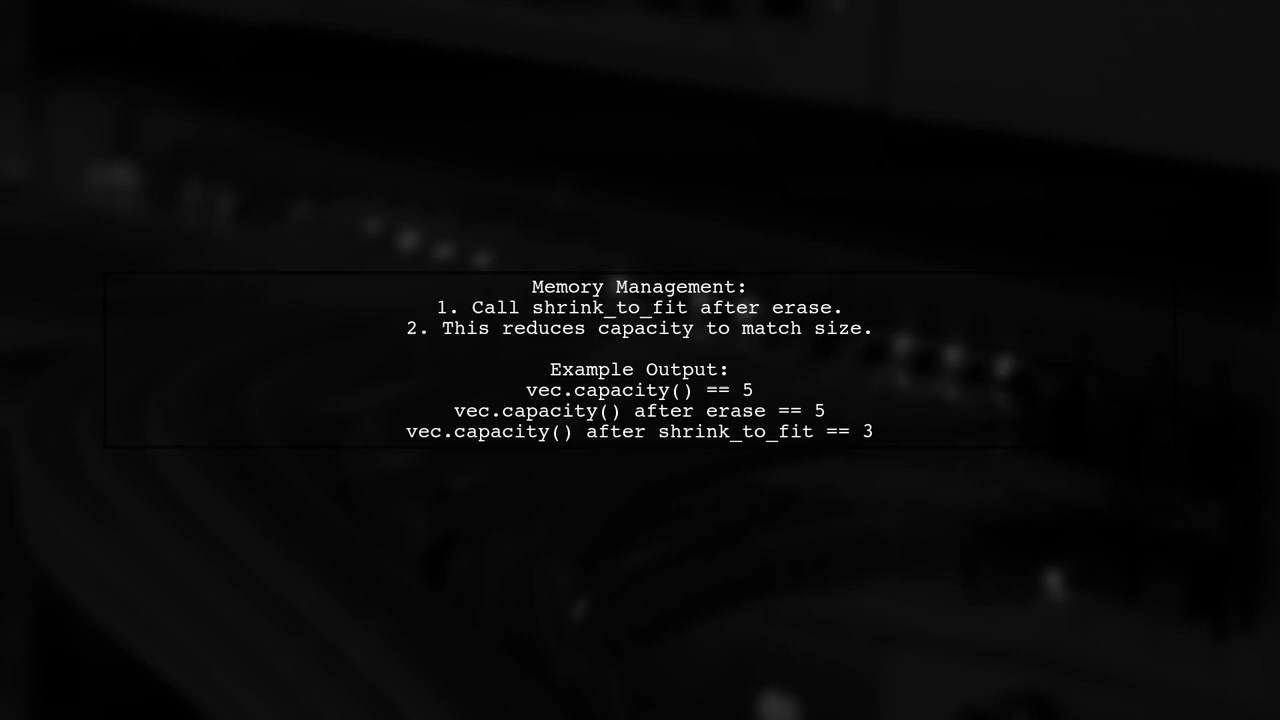 Memory Management:
1. Call shrink_to_fit after erase.
2. This reduces capacity to match size.
Example Output:
vec.capacity() == 5
vec.capacity() after erase == 5
vec.capacity() after shrink_to_fit == 3